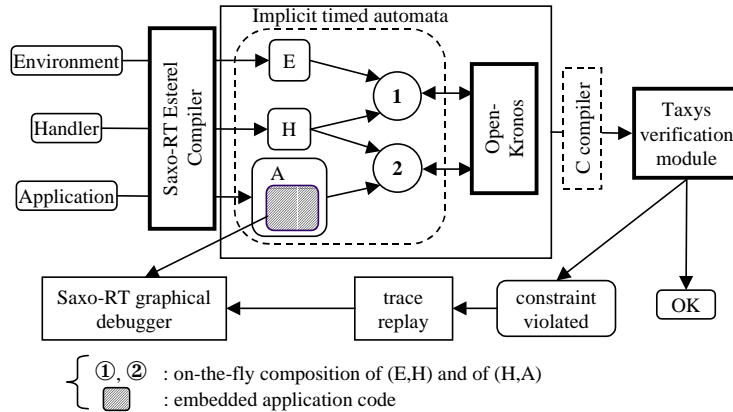 Implicit timed automata
Environment
Handler
Application
Saxo-RT Esterel
Compiler
E
H
A
1
2
Open-
Kronos
C compiler
Taxys
verification
module
Saxo-RT graphical
debugger
trace
replay
constraint
violated
OK
①, ② : on-the-fly composition of (E,H) and of (H,A)
: embedded application code